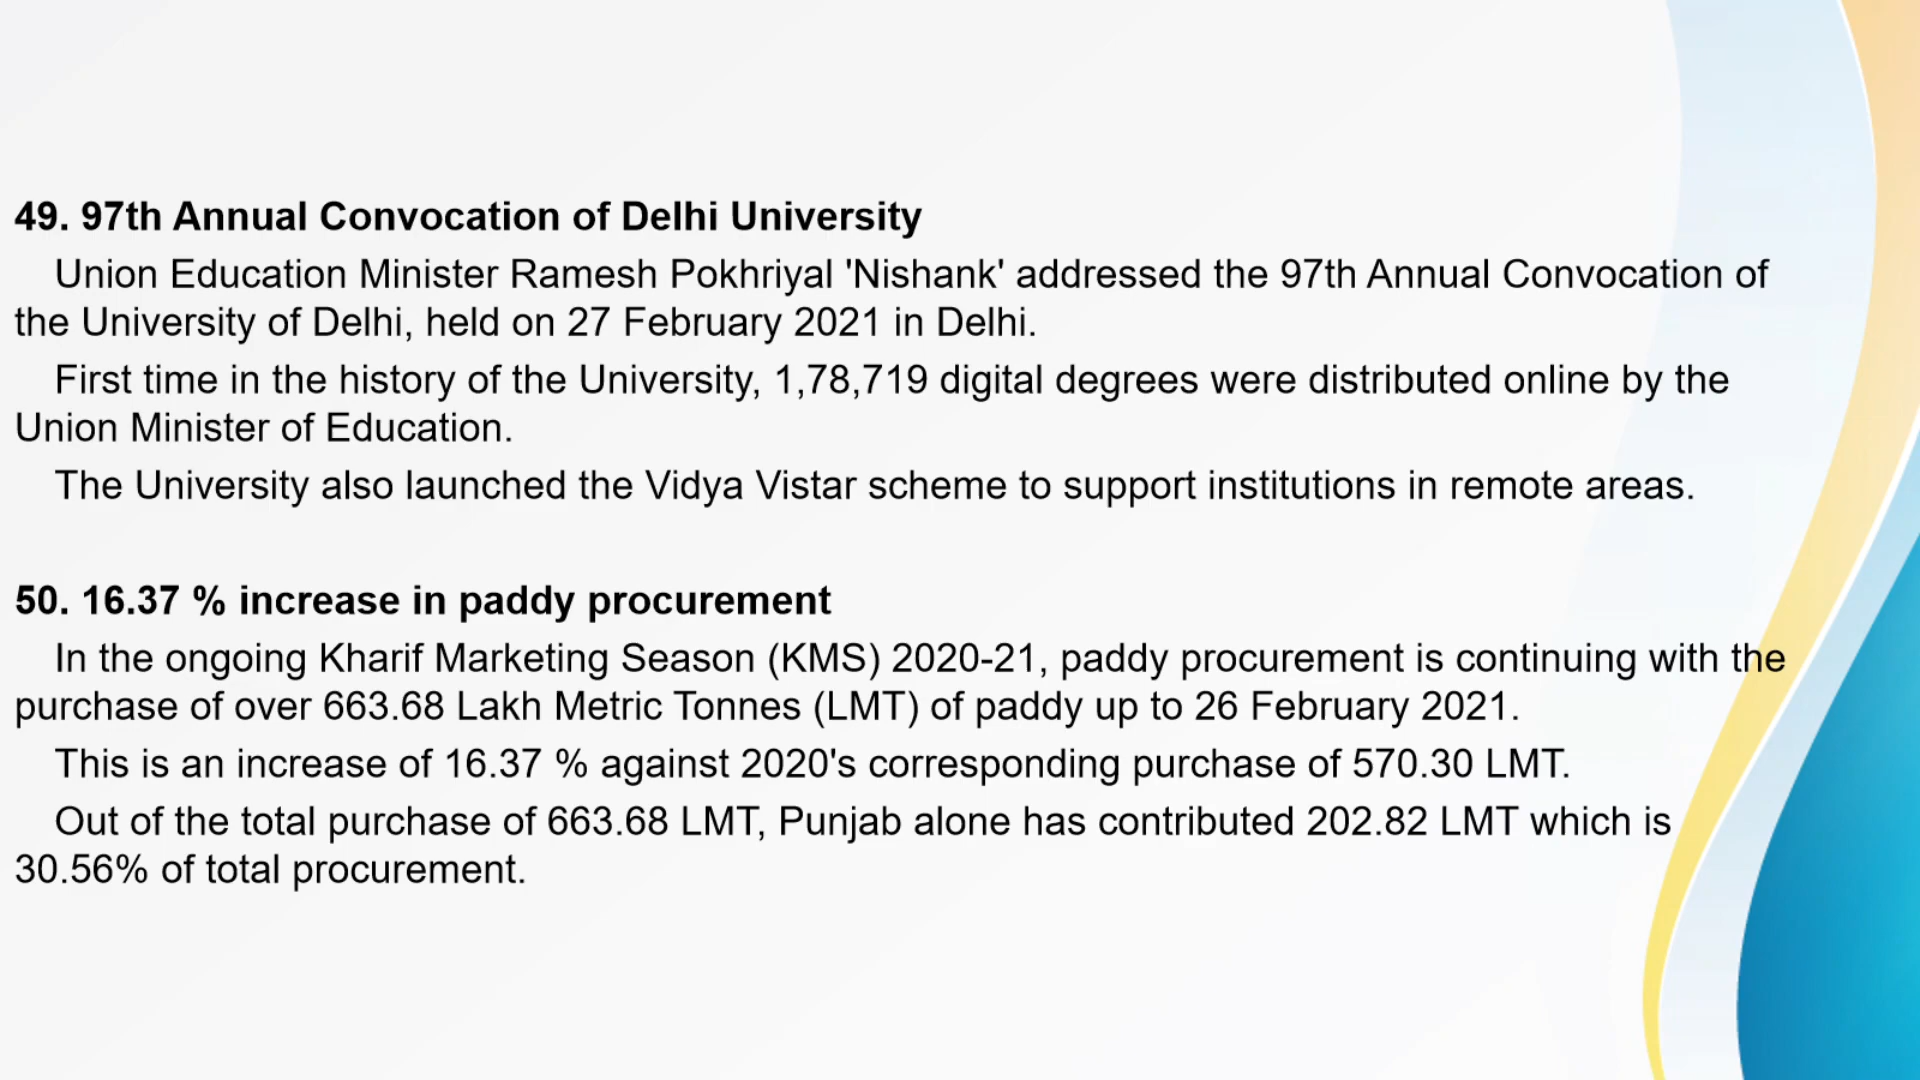 49. 97th Annual Convocation of Delhi University
Union Education Minister Ramesh Pokhriyal 'Nishank' addressed the 97th Annual Convocation of
the University of Delhi, held on 27 February 2021 in Delhi.
First time in the history of the University, 1,78,719 digital degrees were distributed online by the
Union Minister of Education.
The University also launched the Vidya Vistar scheme to support institutions in remote areas.
50. 16.37 % increase in paddy procurement
In the ongoing Kharif Marketing Season (KMS) 2020-21, paddy procurement is continuing with the
purchase of over 663.68 Lakh Metric Tonnes (LMT) of paddy up to 26 February 2021.
This is an increase of 16.37 % against 2020's corresponding purchase of 570.30 LMT.
Out of the total purchase of 663.68 LMT, Punjab alone has contributed 202.82 LMT which is
30.56% of total procurement.